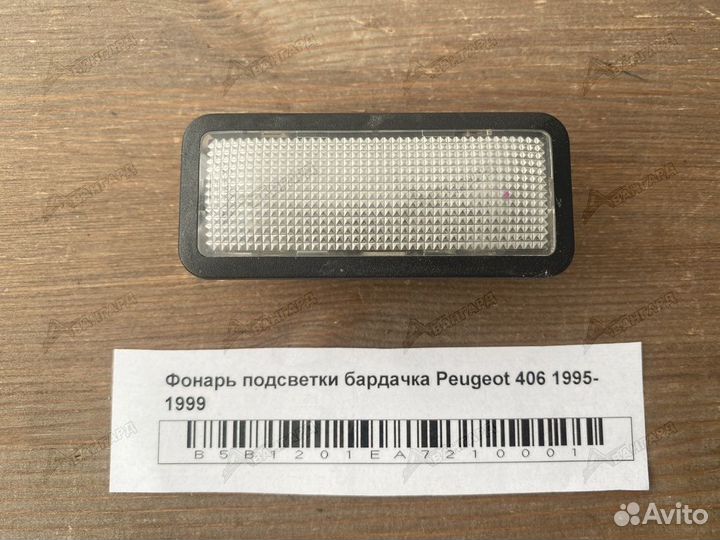 Фонарь подсветки бардачка Peugeot 406 1995-
1999
B5B1201EA7210001
Avito